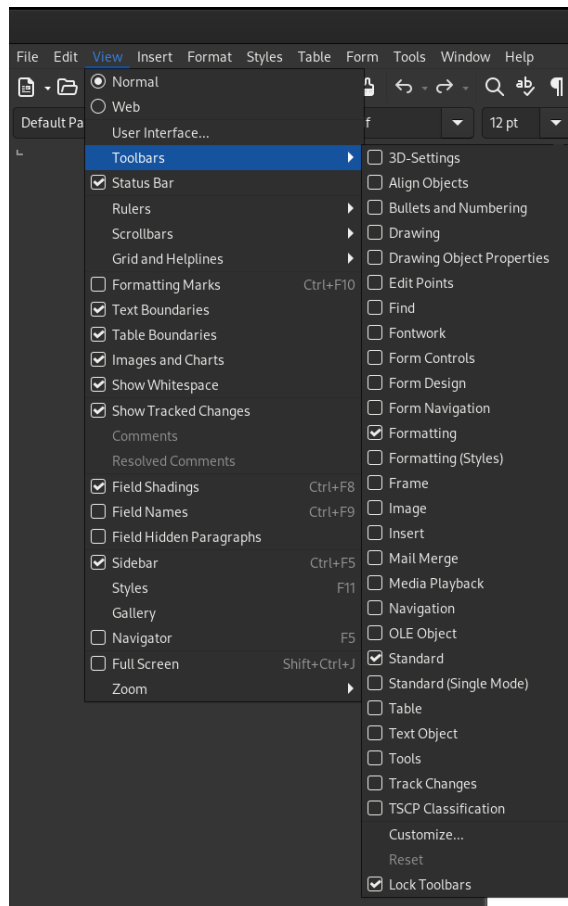 File Edit View Insert Format Styles Table Form Tools Window Help
Default Pa
f
12 pt
Normal
Web
User Interface...
Toolbars
Status Bar
Rulers
Scrollbars
Grid and Helplines
Formatting Marks Ctrl+F10
Text Boundaries
Table Boundaries
Images and Charts
Show Whitespace
Show Tracked Changes
Comments
Resolved Comments
Field Shadings Ctrl+F8
Field Names Ctrl+F9
Field Hidden Paragraphs
Sidebar Ctrl+F5
Styles F11
Gallery
Navigator F5
Full Screen Shift+Ctrl+J
Zoom
3D-Settings
Align Objects
Bullets and Numbering
Drawing
Drawing Object Properties
Edit Points
Find
Fontwork
Form Controls
Form Design
Form Navigation
Formatting
Formatting (Styles)
Frame
Image
Insert
Mail Merge
Media Playback
Navigation
OLE Object
Standard
Standard (Single Mode)
Table
Text Object
Tools
Track Changes
TSCP Classification
Customize...
Reset
Lock Toolbars